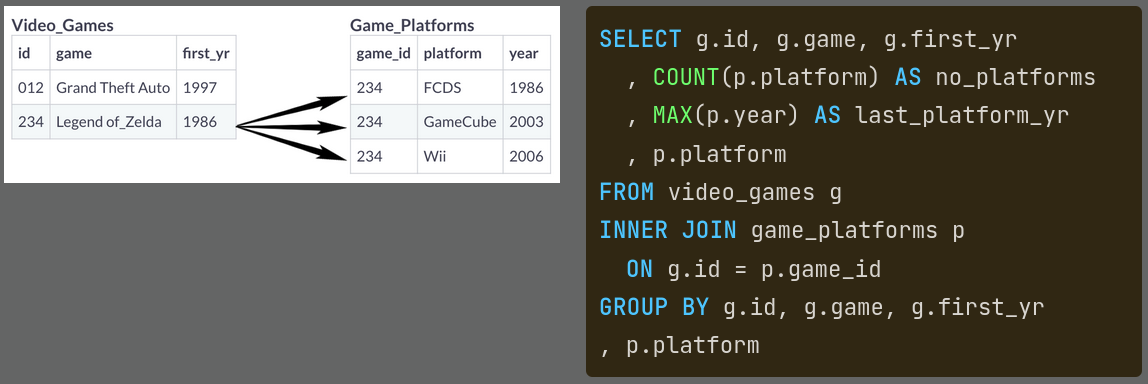 Video_Games
id game first_yr
012 Grand Theft Auto 1997
234 Legend of_Zelda 1986
Game_Platforms
game_id platform year
234 FCDS 1986
234 GameCube 2003
234 Wii 2006
SELECT g.id, g.game, g.first_yr
, COUNT(p.platform) AS no_platforms
, MAX(p.year) AS last_platform_yr
, p.platform
FROM video_games g
INNER JOIN game_platforms p
ON g.id = p.game_id
GROUP BY g.id, g.game, g.first_yr
, p.platform